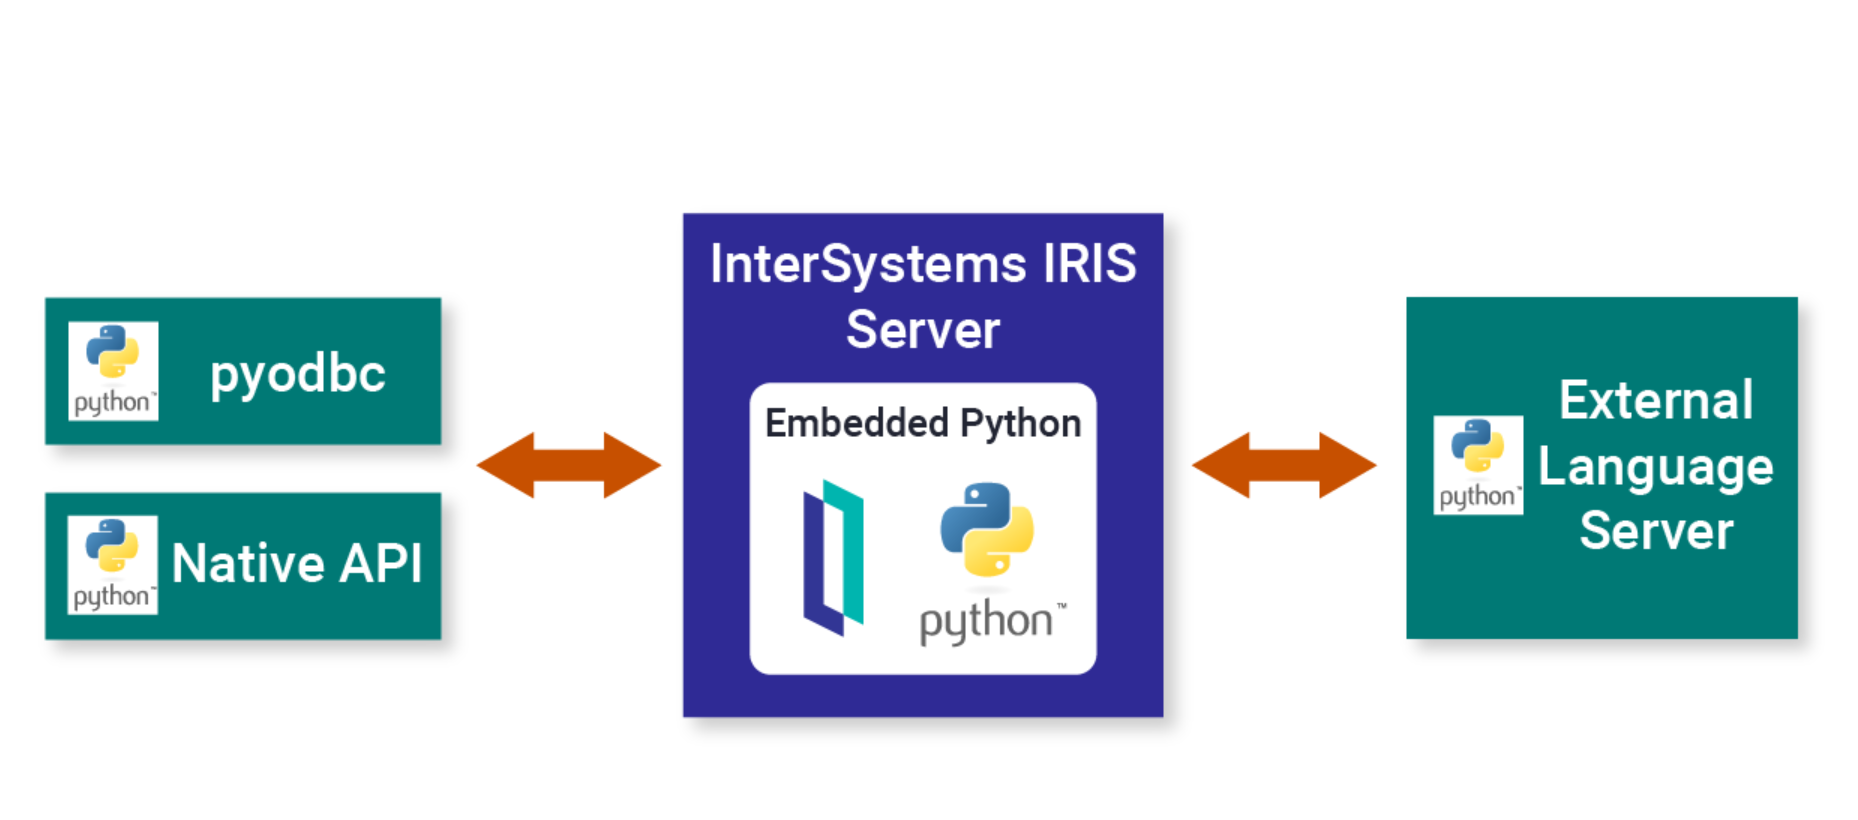 python™
pyodbc
python™
Native API
InterSystems IRIS
Server
Embedded Python
python™
python™
External
Language
Server